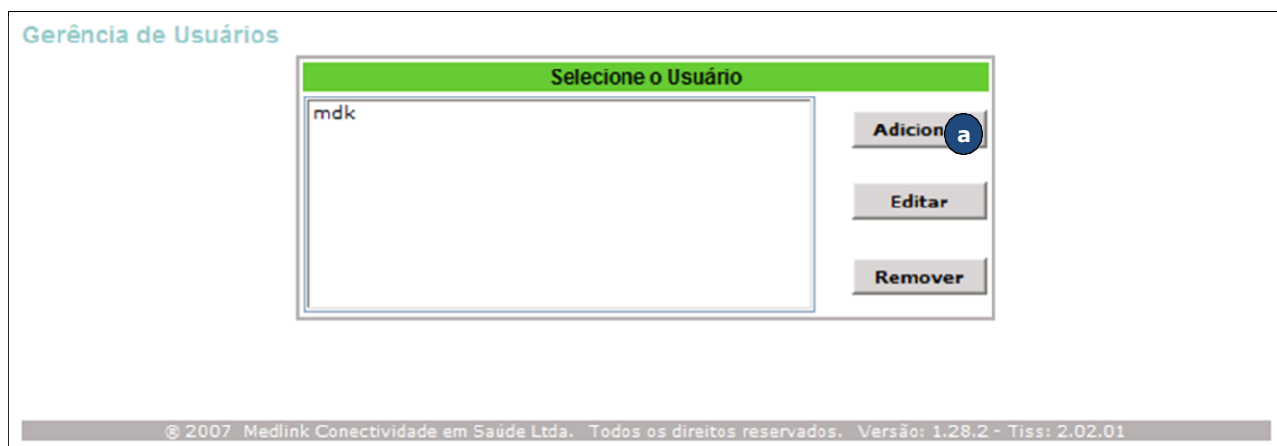 Gerência de Usuários
Selecione o Usuário
mdk
Adicion
a
Editar
Remover
® 2007 Medlink Conectividade em Saúde Ltda. Todos os direitos reservados. Versão: 1.28.2 - Tiss: 2.02.01